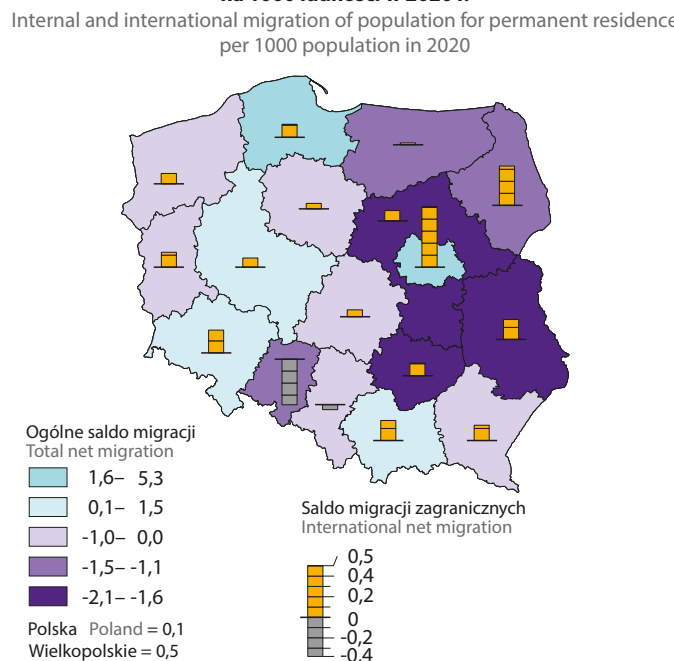 Internal and international migration of population for permanent residence
per 1000 population in 2020
Ogólne saldo migracji
Total net migration
1,6– 5,3
0,1– 1,5
-1,0– 0,0
-1,5– -1,1
-2,1– -1,6
Polska Poland = 0,1
Wielkopolskie = 0,5
Saldo migracji zagranicznych
International net migration
0,5
0,4
0,2
0
-0,2
-0,4